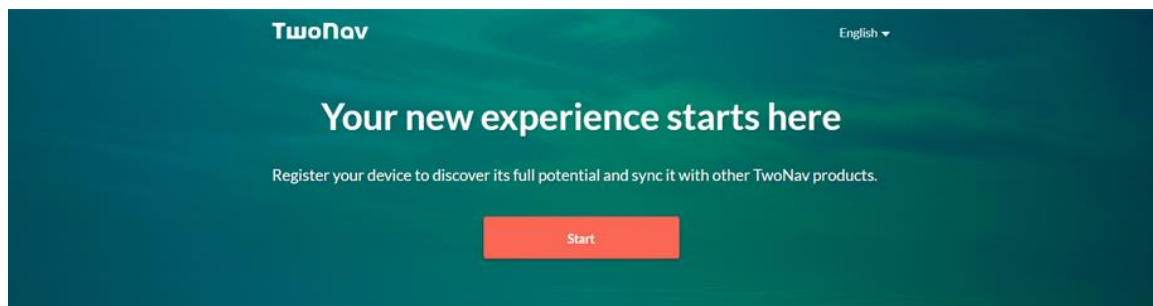 TwoNav
English
Your new experience starts here
Register your device to discover its full potential and sync it with other TwoNav products.
Start